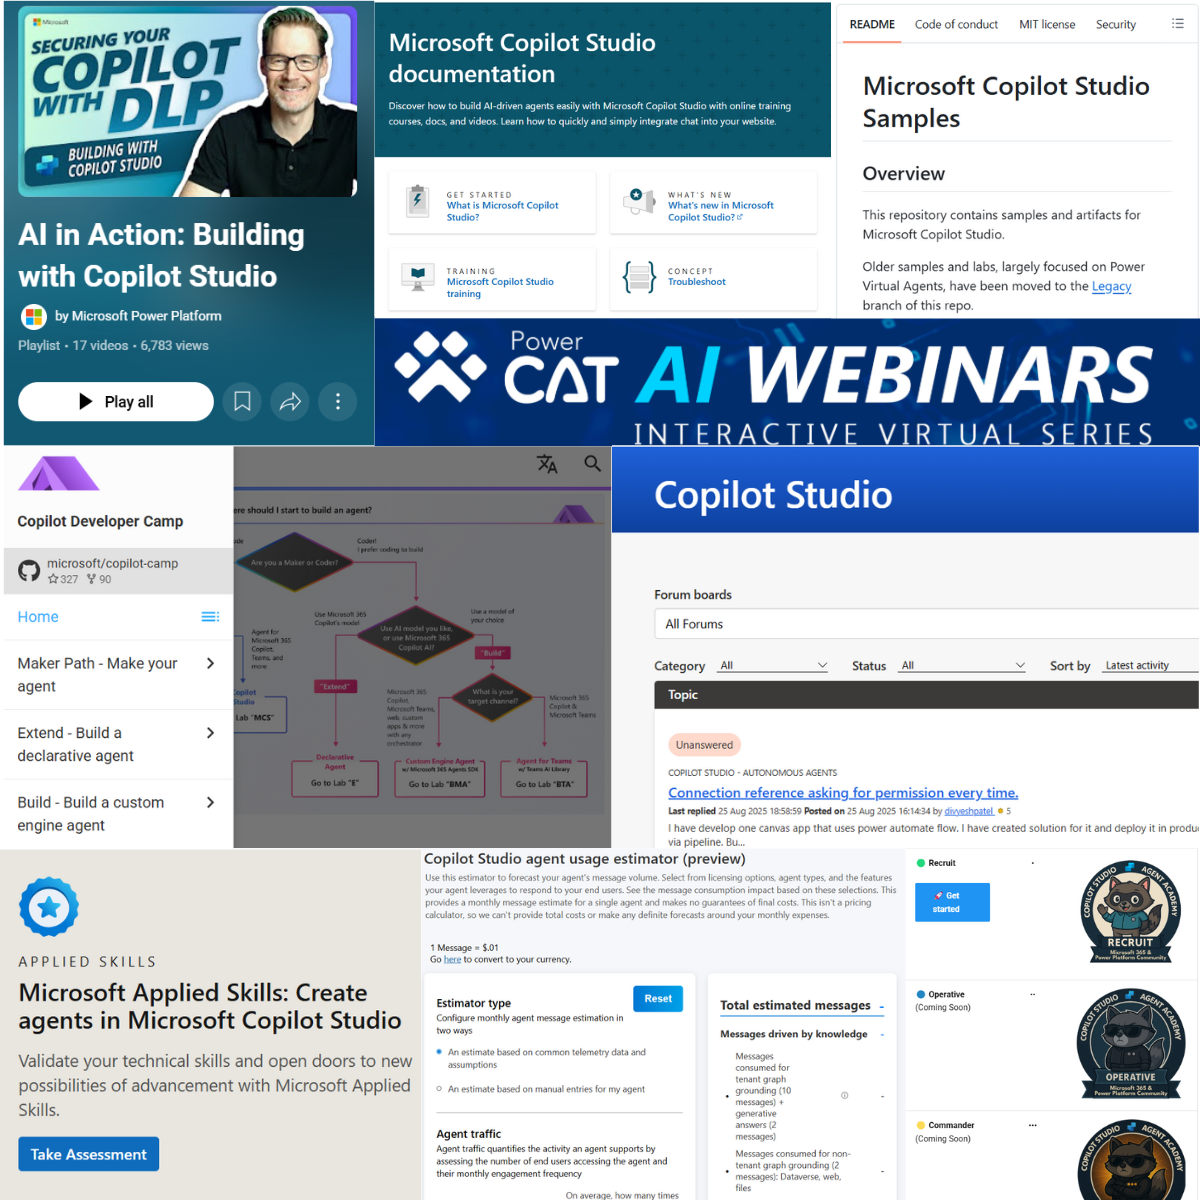 Microsoft
SECURING YOUR
COPILOT
WITH DLP
BUILDING WITH
COPILOT STUDIO
AI in Action: Building
with Copilot Studio
by Microsoft Power Platform
Playlist • 17 videos • 6,783 views
Play all
Microsoft Copilot Studio
documentation
Discover how to build AI-driven agents easily with Microsoft Copilot Studio with online training
courses, docs, and videos. Learn how to quickly and simply integrate chat into your website.
GET STARTED
What is Microsoft Copilot
Studio?
WHAT'S NEW
What's new in Microsoft
Copilot Studio?
TRAINING
Microsoft Copilot Studio
training
CONCEPT
Troubleshoot
README
Code of conduct
MIT license
Security
Microsoft Copilot Studio
Samples
Overview
This repository contains samples and artifacts for
Microsoft Copilot Studio.
Older samples and labs, largely focused on Power
Virtual Agents, have been moved to the Legacy
branch of this repo.
Power
CAT
AI WEBINARS
INTERACTIVE VIRTUAL SERIES
Copilot Developer Camp
microsoft/copilot-camp
327 90
Home
Maker Path - Make your
agent
Extend - Build a
declarative agent
Build - Build a custom
engine agent
ere should I start to build an agent?
ode
Coder!
I prefer coding to build
Are you a Maker or Coder?
Use Microsoft 365
Copilot's model
Use a model of
your choice
Agent for
Microsoft 365
Copilot,
Teams, and
more
Use AI model you like,
or use Microsoft 365
Copilot AI?
"Build"
"Extend"
What is your
target channel?
Copilot
Studio
Lab "MCS"
Microsoft 365
Copilot,
Microsoft Teams,
web, custom
apps & more
with any
orchestrator
Microsoft 365
Copilot &
Microsoft Teams
Declarative
Agent
Go to Lab "E"
Custom Engine Agent
w/ Microsoft 365 Agents SDK
Go to Lab "BMA"
Agent for Teams
w/ Teams AI Library
Go to Lab "BTA"
Copilot Studio
Forum boards
All Forums
Category All
Status All
Sort by Latest activity
Topic
Unanswered
COPILOT STUDIO - AUTONOMOUS AGENTS
Connection reference asking for permission every time.
Last replied 25 Aug 2025 18:58:59 Posted on 25 Aug 2025 16:14:34 by divyeshpatel 5
I have develop one canvas app that uses power automate flow. I have created solution for it and deploy it in produ
via pipeline. Bu...
APPLIED SKILLS
Microsoft Applied Skills: Create
agents in Microsoft Copilot Studio
Validate your technical skills and open doors to new
possibilities of advancement with Microsoft Applied
Skills.
Take Assessment
Copilot Studio agent usage estimator (preview)
Use this estimator to forecast your agent's message volume. Select from licensing options, agent types, and the features
your agent leverages to respond to your end users. See the message consumption impact based on these selections. This
provides a monthly message estimate for a single agent and makes no guarantees of final costs. This isn't a pricing
calculator, so we can't provide total costs or make any definite forecasts around your monthly expenses.
1 Message = $.01
Go here to convert to your currency.
Estimator type
Reset
Configure monthly agent message estimation in
two ways
An estimate based on common telemetry data and
assumptions
An estimate based on manual entries for my agent
Agent traffic
Agent traffic quantifies the activity an agent supports by
assessing the number of end users accessing the agent and
their monthly engagement frequency
On average, how many times
Total estimated messages -
Messages driven by knowledge -
Messages
consumed for
tenant graph
grounding (10
messages) +
generative
answers (2
messages)
-
Messages consumed for non-
tenant graph grounding (2
messages): Dataverse, web,
files
-
Recruit
Get
started
COPILOT STUDIO AGENT ACADEMY
RECRUIT
Microsoft 365 &
Power Platform Community
Operative
(Coming Soon)
COPILOT STUDIO AGENT ACADEMY
OPERATIVE
Microsoft 365 &
Power Platform Community
Commander
(Coming Soon)
COPILOT STUDIO AGENT ACADEMY